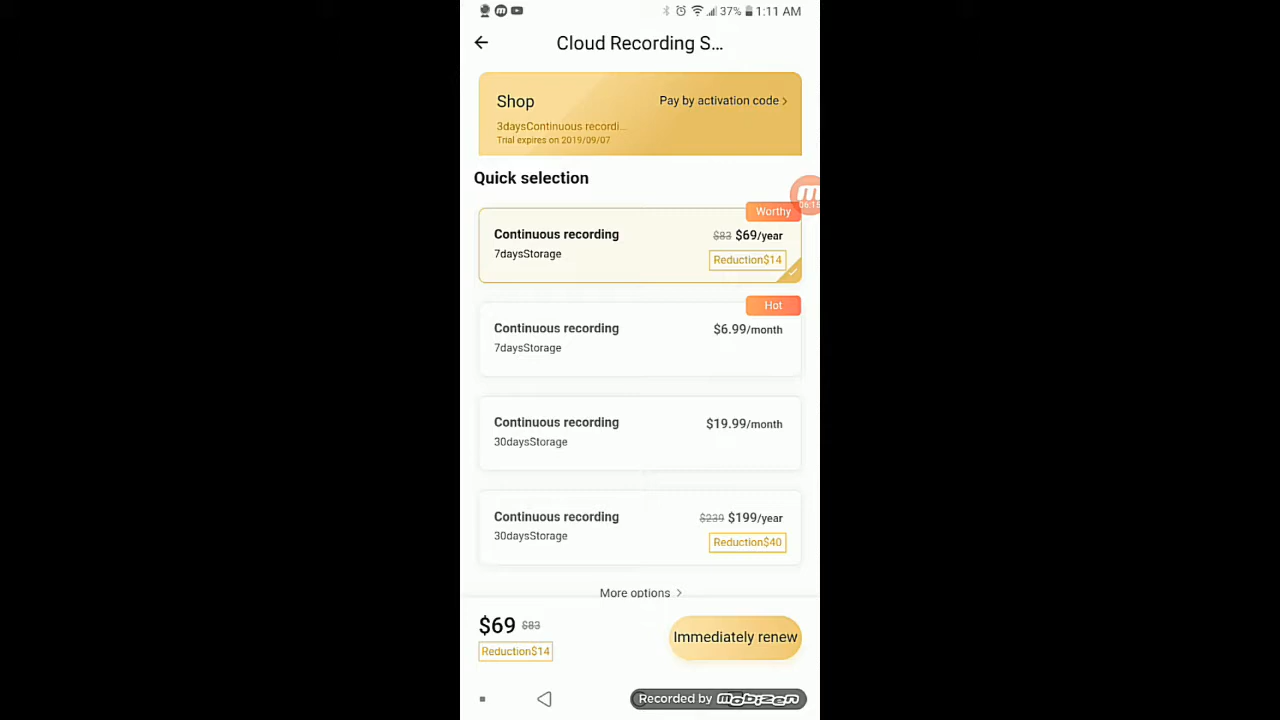 37% 1:11 AM
Cloud Recording S...
Shop
Pay by activation code >
3daysContinuous recordi...
Trial expires on 2019/09/07
Quick selection
06:15
Worthy
Continuous recording
$83 $69/year
7daysStorage
Reduction$14
Hot
Continuous recording
$6.99/month
7daysStorage
Continuous recording
$19.99/month
30daysStorage
Continuous recording
$239 $199/year
30daysStorage
Reduction$40
More options >
$69 $83
Immediately renew
Reduction$14
Recorded by mobizen